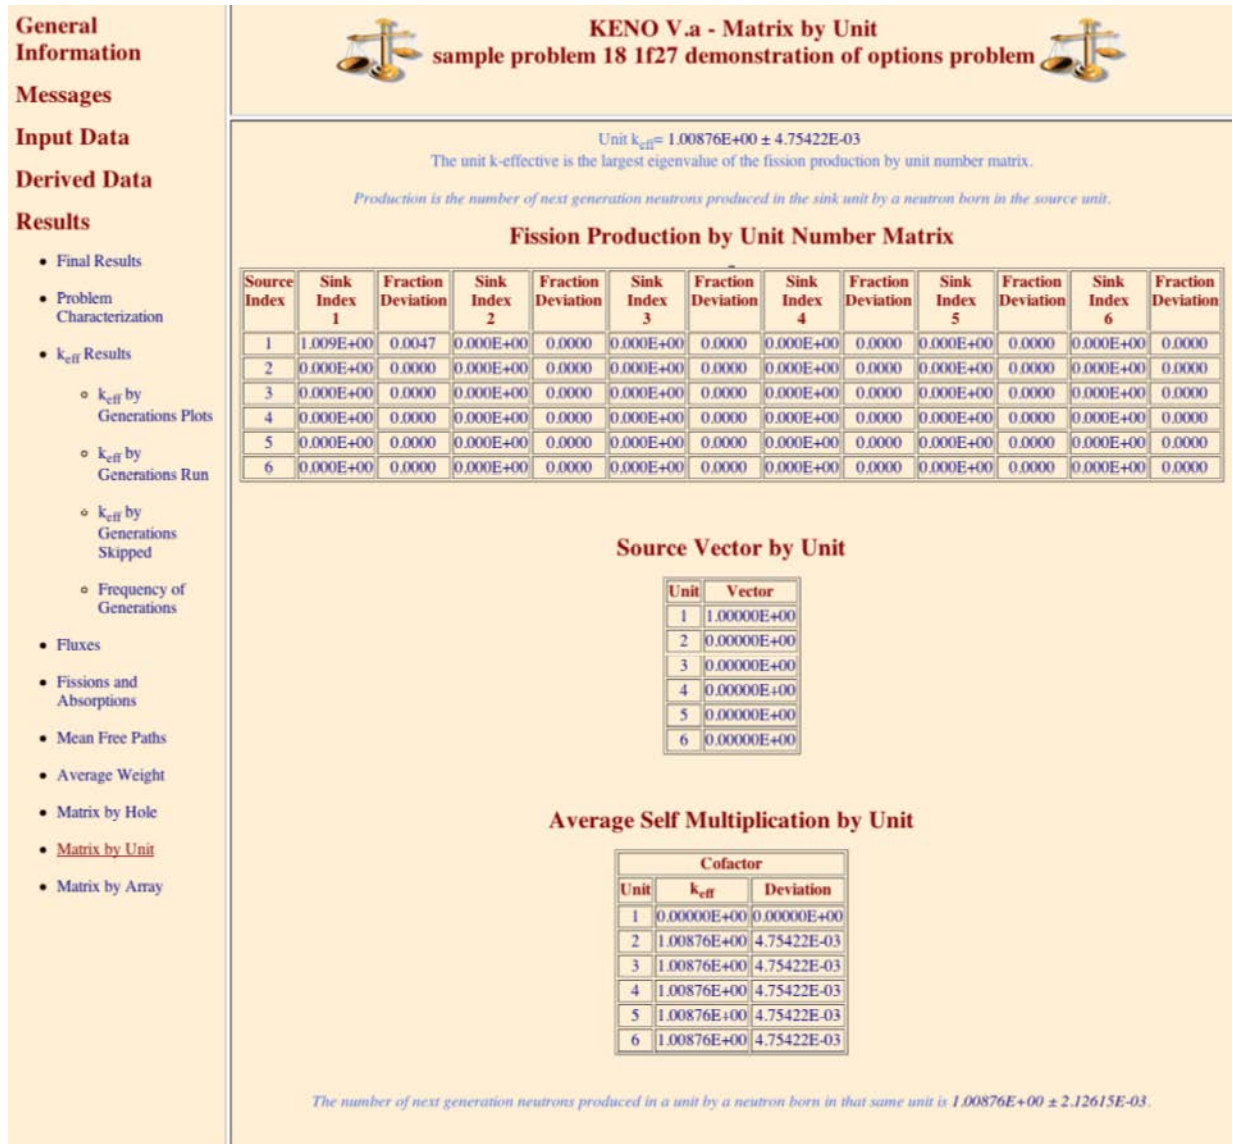 General
Information
Messages
Input Data
Derived Data
Results
Final Results
Problem
Characterization
keff Results
keff by
Generations Plots
keff by
Generations Run
keff by
Generations
Skipped
Frequency of
Generations
Fluxes
Fissions and
Absorptions
Mean Free Paths
Average Weight
Matrix by Hole
Matrix by Unit
Matrix by Array
KENO V.a - Matrix by Unit
sample problem 18 1f27 demonstration of options problem
Unit keff= 1.00876E+00 ± 4.75422E-03
The unit k-effective is the largest eigenvalue of the fission production by unit number matrix.
Production is the number of next generation neutrons produced in the sink unit by a neutron born in the source unit.
Fission Production by Unit Number Matrix
Source Sink Fraction Sink Fraction Sink Fraction Sink Fraction Sink Fraction Sink Fraction
Index Index Deviation Index Deviation Index Deviation Index Deviation Index Deviation Index Deviation
1 2 3 4 5 6
1 1.009E+00 0.0047 0.000E+00 0.0000 0.000E+00 0.0000 0.000E+00 0.0000 0.000E+00 0.0000 0.000E+00 0.0000
2 0.000E+00 0.0000 0.000E+00 0.0000 0.000E+00 0.0000 0.000E+00 0.0000 0.000E+00 0.0000 0.000E+00 0.0000
3 0.000E+00 0.0000 0.000E+00 0.0000 0.000E+00 0.0000 0.000E+00 0.0000 0.000E+00 0.0000 0.000E+00 0.0000
4 0.000E+00 0.0000 0.000E+00 0.0000 0.000E+00 0.0000 0.000E+00 0.0000 0.000E+00 0.0000 0.000E+00 0.0000
5 0.000E+00 0.0000 0.000E+00 0.0000 0.000E+00 0.0000 0.000E+00 0.0000 0.000E+00 0.0000 0.000E+00 0.0000
6 0.000E+00 0.0000 0.000E+00 0.0000 0.000E+00 0.0000 0.000E+00 0.0000 0.000E+00 0.0000 0.000E+00 0.0000
Source Vector by Unit
Unit Vector
1 1.00000E+00
2 0.00000E+00
3 0.00000E+00
4 0.00000E+00
5 0.00000E+00
6 0.00000E+00
Average Self Multiplication by Unit
Cofactor
Unit keff Deviation
1 0.00000E+00 0.00000E+00
2 1.00876E+00 4.75422E-03
3 1.00876E+00 4.75422E-03
4 1.00876E+00 4.75422E-03
5 1.00876E+00 4.75422E-03
6 1.00876E+00 4.75422E-03
The number of next generation neutrons produced in a unit by a neutron born in that same unit is 1.00876E+00 ± 2.12615E-03.